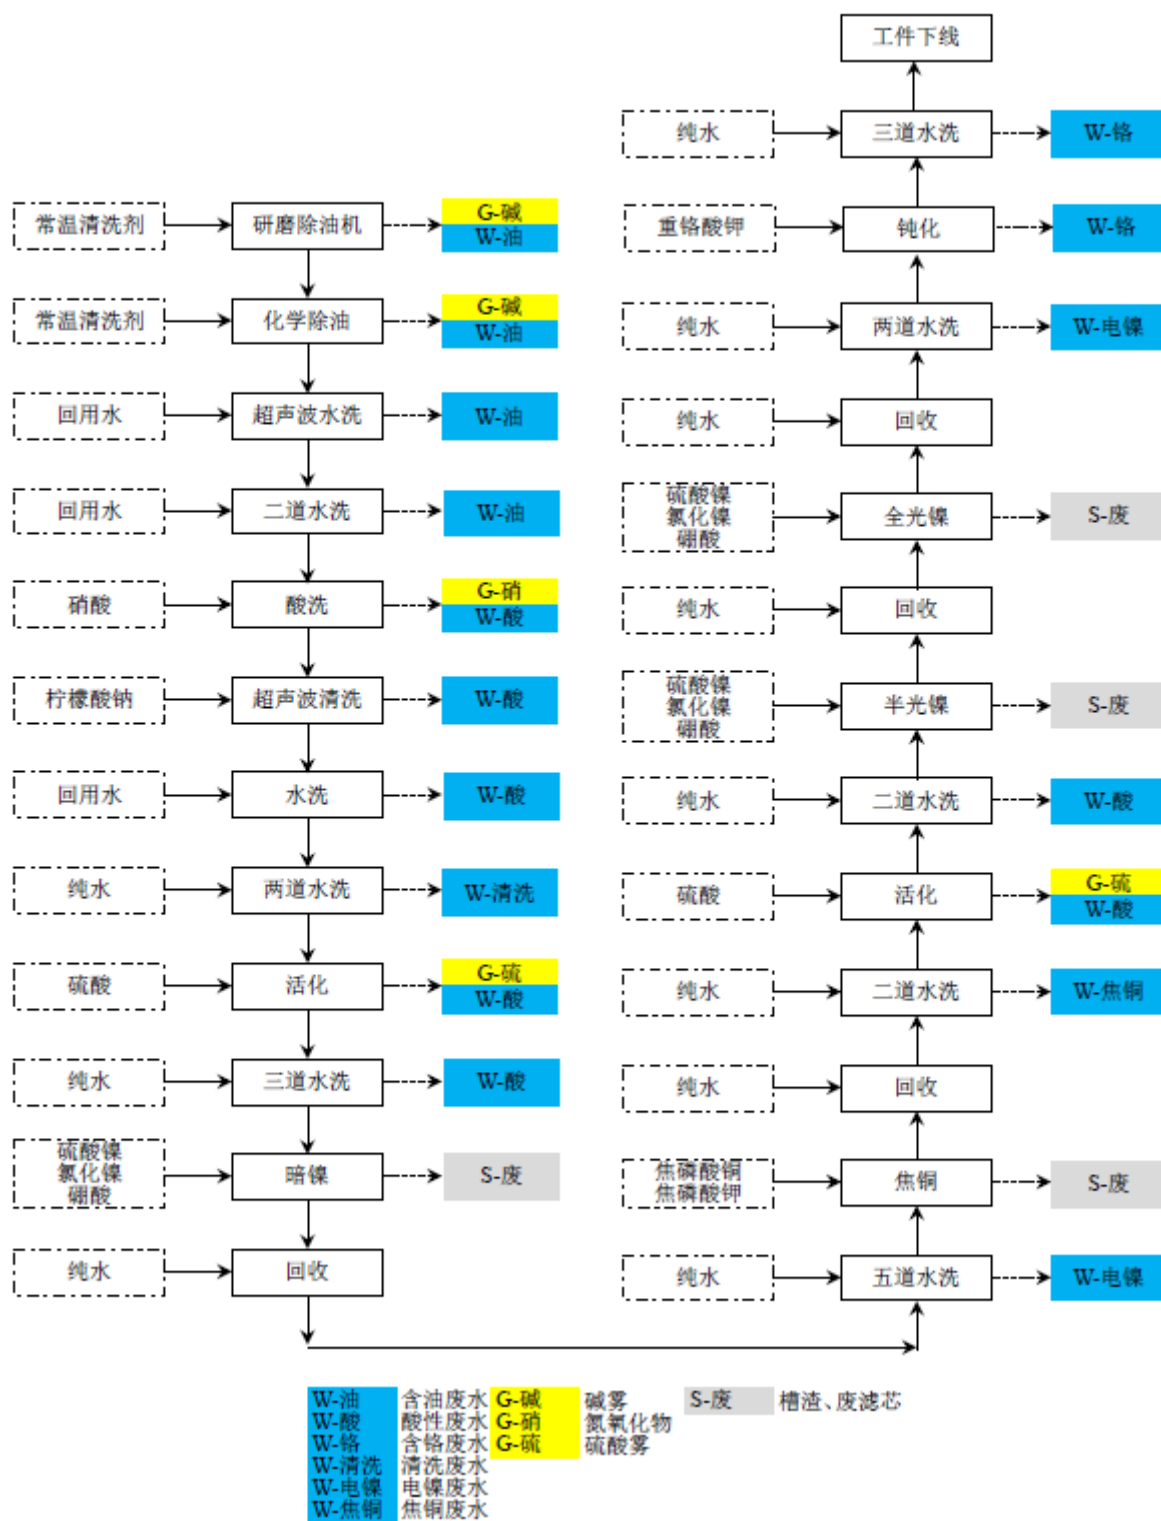 常温清洗剂
研磨除油机
G-碱
W-油
常温清洗剂
化学除油
G-碱
W-油
回用水
超声波水洗
W-油
回用水
二道水洗
W-油
硝酸
酸洗
G-硝
W-酸
柠檬酸钠
超声波清洗
W-酸
回用水
水洗
W-酸
纯水
两道水洗
W-清洗
硫酸
活化
G-硫
W-酸
纯水
三道水洗
W-酸
硫酸镍
氯化镍
硼酸
暗镍
S-废
纯水
回收
工件下线
纯水
三道水洗
W-铬
重铬酸钾
钝化
W-铬
纯水
两道水洗
W-电镍
纯水
回收
硫酸镍
氯化镍
硼酸
全光镍
S-废
纯水
回收
硫酸镍
氯化镍
硼酸
半光镍
S-废
纯水
二道水洗
W-酸
硫酸
活化
G-硫
W-酸
纯水
二道水洗
W-焦铜
纯水
回收
焦磷酸铜
焦磷酸钾
焦铜
S-废
纯水
五道水洗
W-电镍
W-油 含油废水
W-酸 酸性废水
W-铬 含铬废水
W-清洗 清洗废水
W-电镍 电镍废水
W-焦铜 焦铜废水
G-碱 碱雾
G-硝 氮氧化物
G-硫 硫酸雾
S-废 槽渣、废滤芯